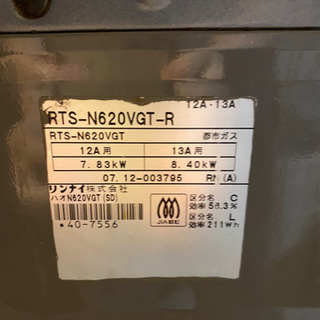 12A・13A
RTS-N620VGT-R
RTS-N620VGT 都市ガス
12A用 13A用
7.83kW 8.40kW
07.12-003795 RN (A)
リンナイ株式会社 区分名 C
ハオN620VGT(SD) 効率 56.3%
JIABE 区分名 L
*40-7556 効率 211Wh